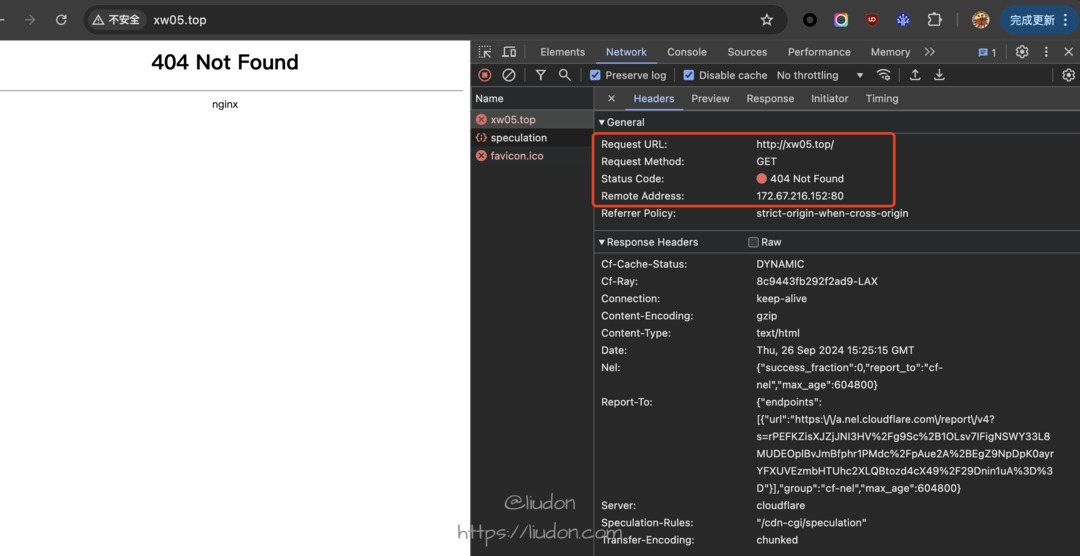 不安全 xw05.top
完成更新
404 Not Found
nginx
Elements Network Console Sources Performance Memory 1
Preserve log Disable cache No throttling
Name
xw05.top
speculation
favicon.ico
Headers Preview Response Initiator Timing
General
Request URL: http://xw05.top/
Request Method: GET
Status Code: 404 Not Found
Remote Address: 172.67.216.152:80
Referrer Policy: strict-origin-when-cross-origin
Response Headers Raw
Cf-Cache-Status: DYNAMIC
Cf-Ray: 8c9443fb292f2ad9-LAX
Connection: keep-alive
Content-Encoding: gzip
Content-Type: text/html
Date: Thu, 26 Sep 2024 15:25:15 GMT
Nel: {"success_fraction":0,"report_to":"cf-
nel","max_age":604800}
Report-To: {"endpoints":
[{"url":"https:\/\/a.nel.cloudflare.com\/report\/v4?
s=rPEFKZisXJZjJNI3HV%2Fg9Sc%2B1OLsv7IFigNSWY33L8
MUDEOplBvJmBfphr1PMdc%2FpAue2A%2BEgZ9NpDpK0ayr
YFXUVEzmbHTUhc2XLQBtozd4cX49%2F29Dnin1uA%3D%3
D"}],"group":"cf-nel","max_age":604800}
Server: cloudflare
Speculation-Rules: "/cdn-cgi/speculation"
Transfer-Encoding: chunked
@liudon
https://liudon.com